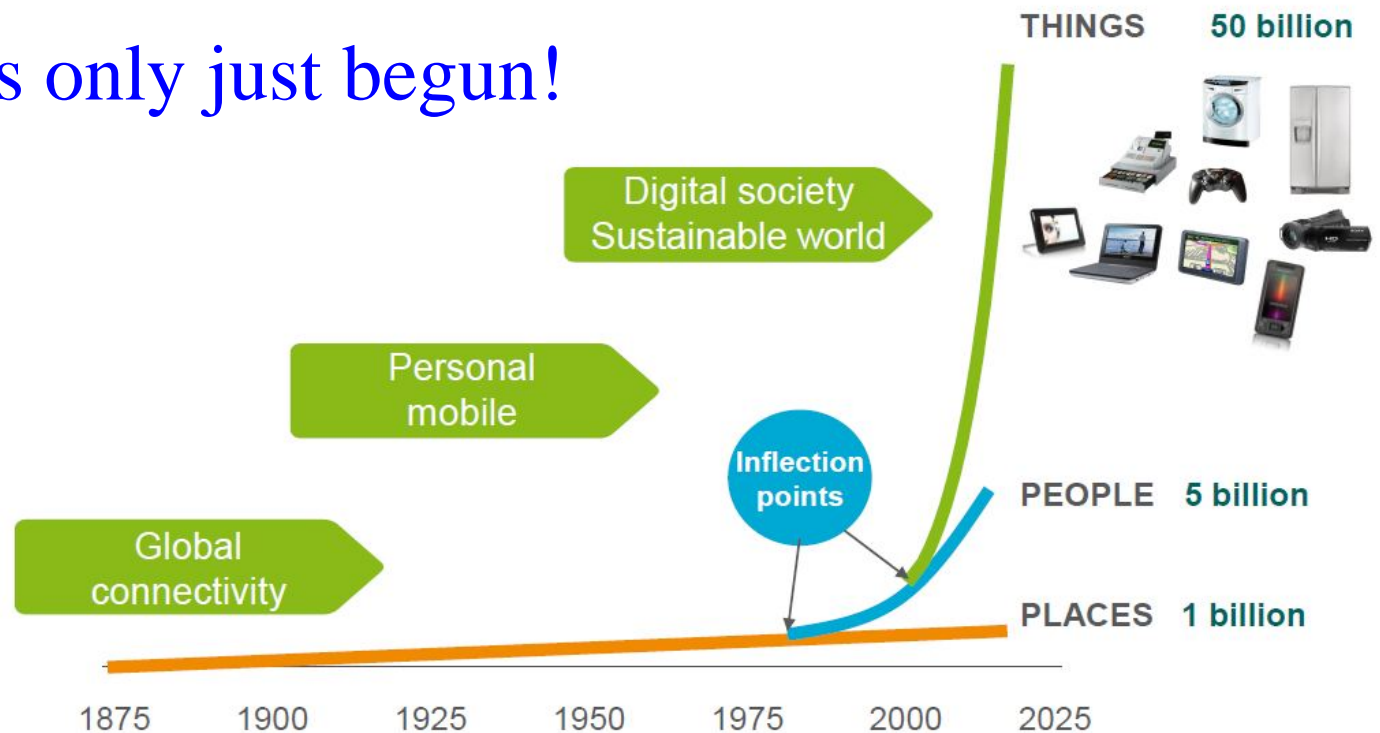 s only just begun!
THINGS 50 billion
Digital society
Sustainable world
Personal
mobile
Inflection
points
PEOPLE 5 billion
Global
connectivity
PLACES 1 billion
1875 1900 1925 1950 1975 2000 2025